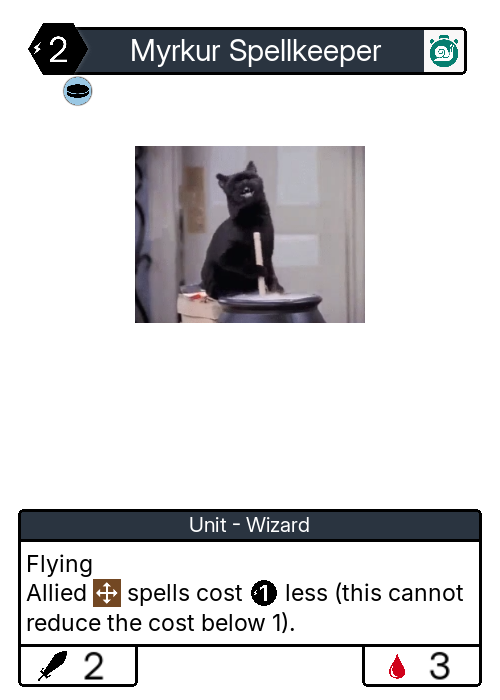 2 Myrkur Spellkeeper
Unit - Wizard
Flying
Allied spells cost 1 less (this cannot
reduce the cost below 1).
2 3